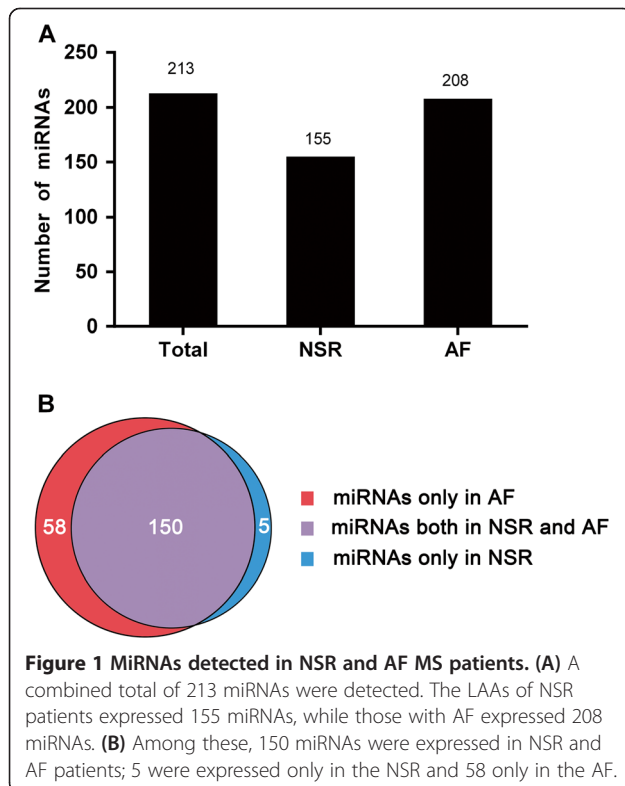 A
Number of miRNAs
250
200
150
100
50
0
213
155
208
Total NSR AF
B
58 150 5
miRNAs only in AF
miRNAs both in NSR and AF
miRNAs only in NSR
Figure 1 MiRNAs detected in NSR and AF MS patients. (A) A
combined total of 213 miRNAs were detected. The LAAs of NSR
patients expressed 155 miRNAs, while those with AF expressed 208
miRNAs. (B) Among these, 150 miRNAs were expressed in NSR and
AF patients; 5 were expressed only in the NSR and 58 only in the AF.